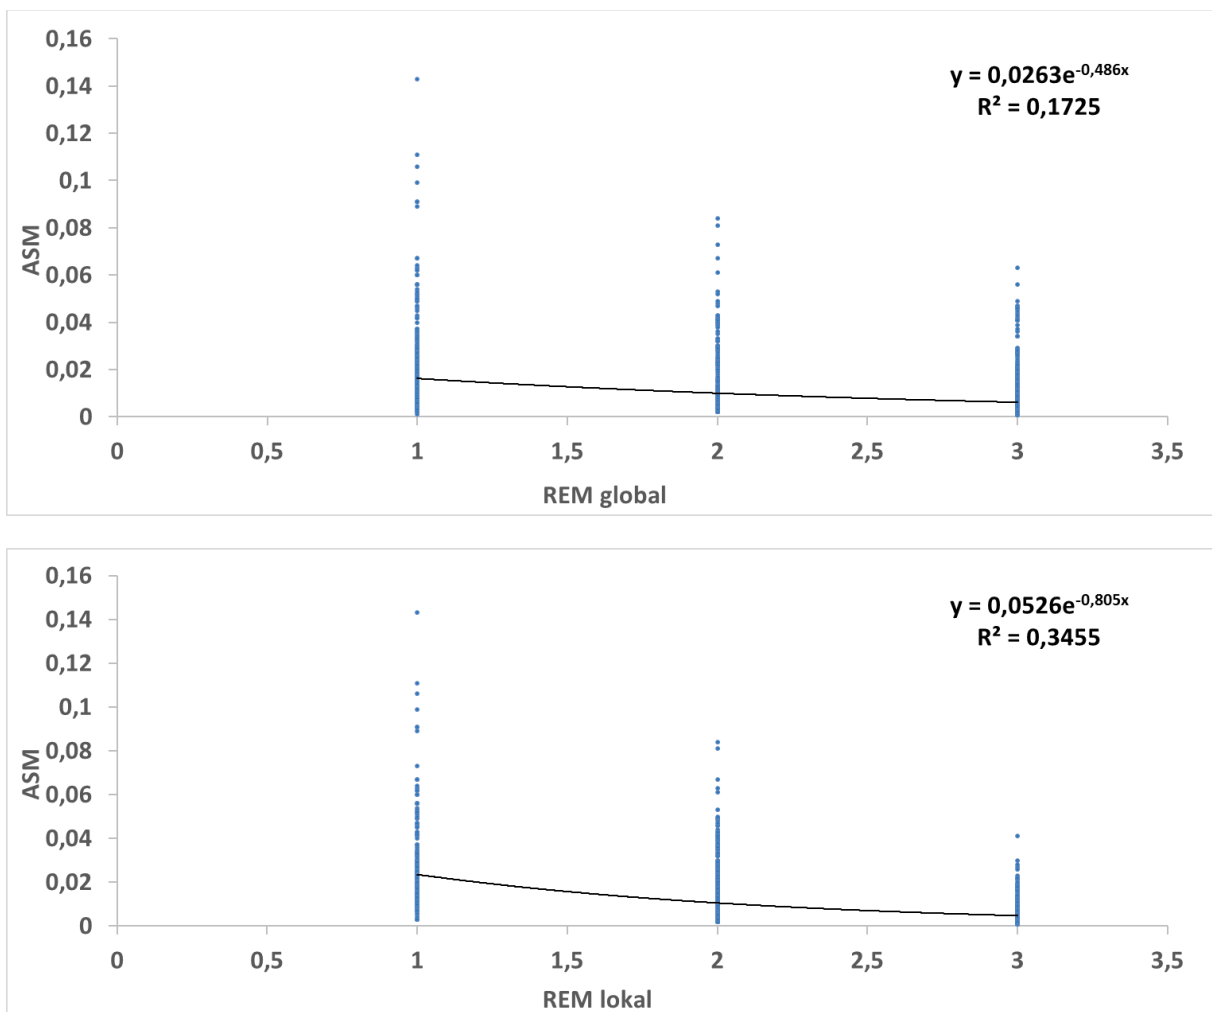 0,16
0,14
0,12
0,1
0,08
0,06
0,04
0,02
0
ASM
y = 0,0263e^-0,486x
R² = 0,1725
0 0,5 1 1,5 2 2,5 3 3,5
REM global
0,16
0,14
0,12
0,1
0,08
0,06
0,04
0,02
0
ASM
y = 0,0526e^-0,805x
R² = 0,3455
0 0,5 1 1,5 2 2,5 3 3,5
REM lokal